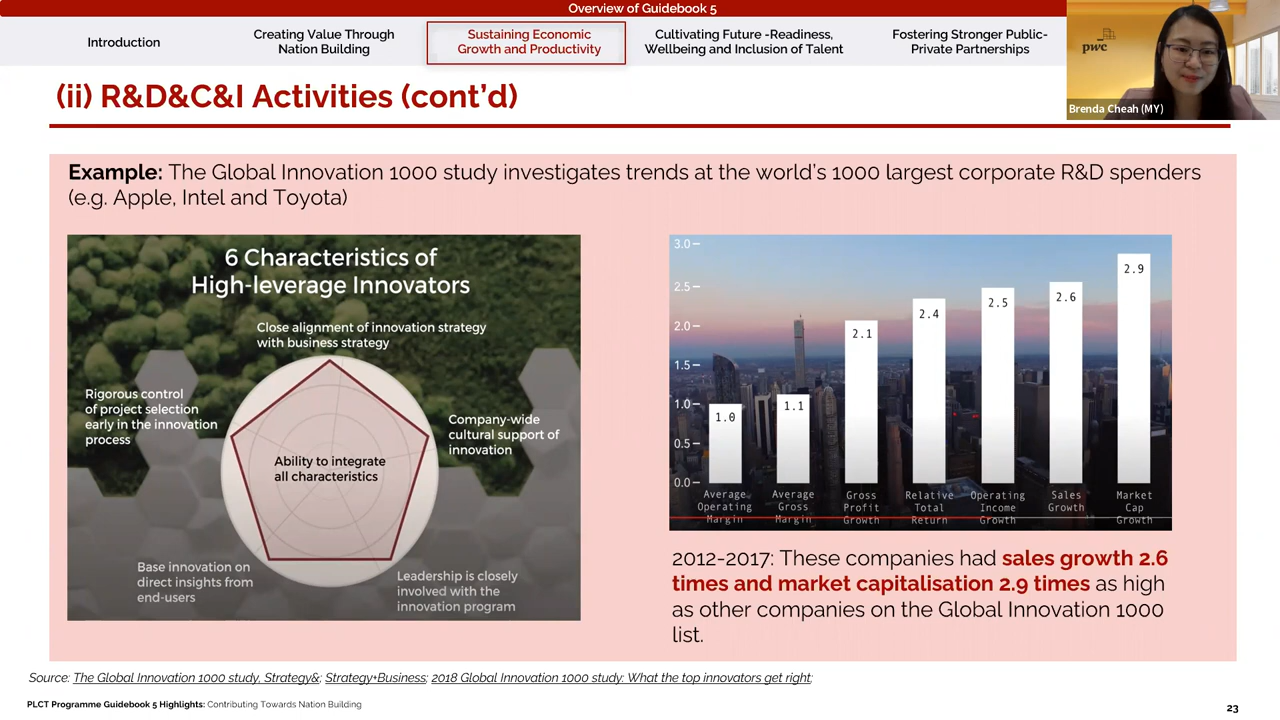 Overview of Guidebook 5
Introduction
Creating Value Through
Nation Building
Sustaining Economic
Growth and Productivity
Cultivating Future -Readiness,
Wellbeing and Inclusion of Talent
Fostering Stronger Public-
Private Partnerships
pwc
Brenda Cheah (MY)
(ii) R&D&C&I Activities (cont'd)
Example: The Global Innovation 1000 study investigates trends at the world's 1000 largest corporate R&D spenders
(e.g. Apple, Intel and Toyota)
6 Characteristics of
High-leverage Innovators
Close alignment of innovation strategy
with business strategy
Rigorous control
of project selection
early in the innovation
process
Company-wide
cultural support of
innovation
Ability to integrate
all characteristics
Base innovation on
direct insights from
end-users
Leadership is closely
involved with the
innovation program
3.0
2.5
2.0
1.5
1.0
0.5
0.0
1.0
1.1
2.1
2.4
2.5
2.6
2.9
Average
Operating
Margin
Average
Gross
Margin
Gross
Profit
Growth
Relative
Total
Return
Operating
Income
Growth
Sales
Growth
Market
Cap
Growth
2012-2017: These companies had sales growth 2.6
times and market capitalisation 2.9 times as high
as other companies on the Global Innovation 1000
list.
Source: The Global Innovation 1000 study, Strategy&; Strategy+Business; 2018 Global Innovation 1000 study: What the top innovators get right;
PLCT Programme Guidebook 5 Highlights: Contributing Towards Nation Building
23